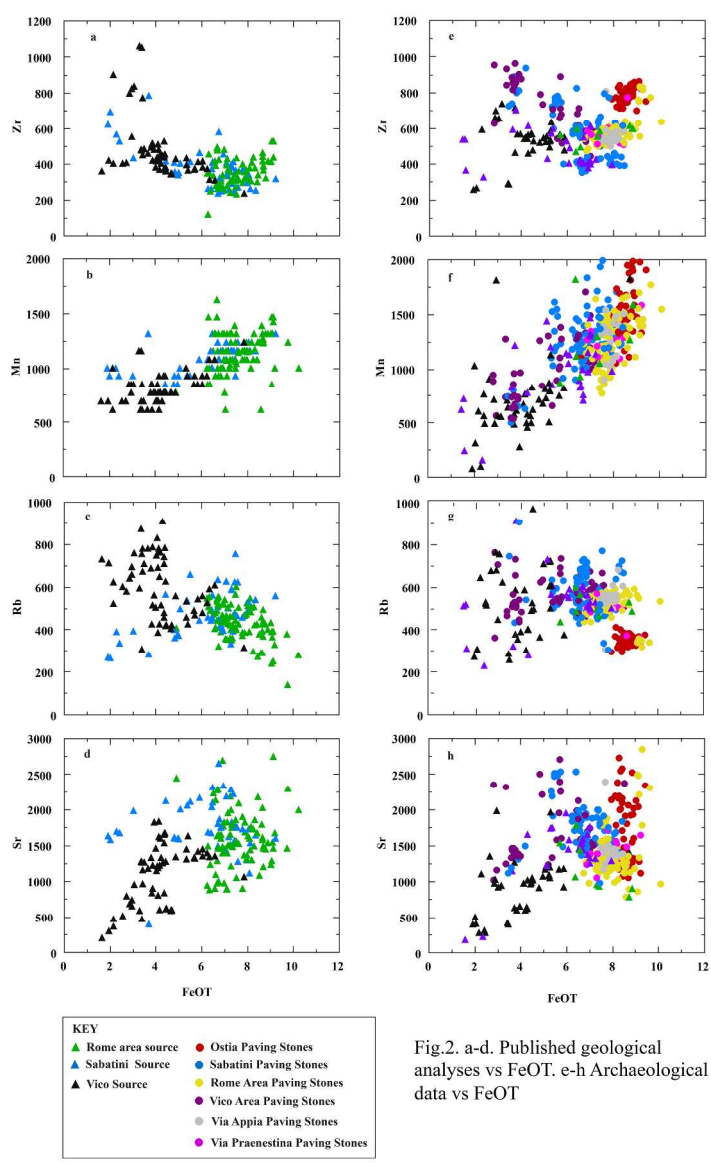 a
Zr
1200
1000
800
600
400
200
0
b
Mn
2000
1500
1000
500
0
c
Rb
1000
800
600
400
200
0
d
Sr
3000
2500
2000
1500
1000
500
0
0 2 4 6 8 10 12
FeOT
e
Zr
1200
1000
800
600
400
200
0
f
Mn
2000
1500
1000
500
0
g
Rb
1000
800
600
400
200
0
h
Sr
3000
2500
2000
1500
1000
500
0
0 2 4 6 8 10 12
FeOT
KEY
Rome area source
Sabatini Source
Vico Source
Ostia Paving Stones
Sabatini Paving Stones
Rome Area Paving Stones
Vico Area Paving Stones
Via Appia Paving Stones
Via Praenestina Paving Stones
Fig.2. a-d. Published geological
analyses vs FeOT. e-h Archaeological
data vs FeOT